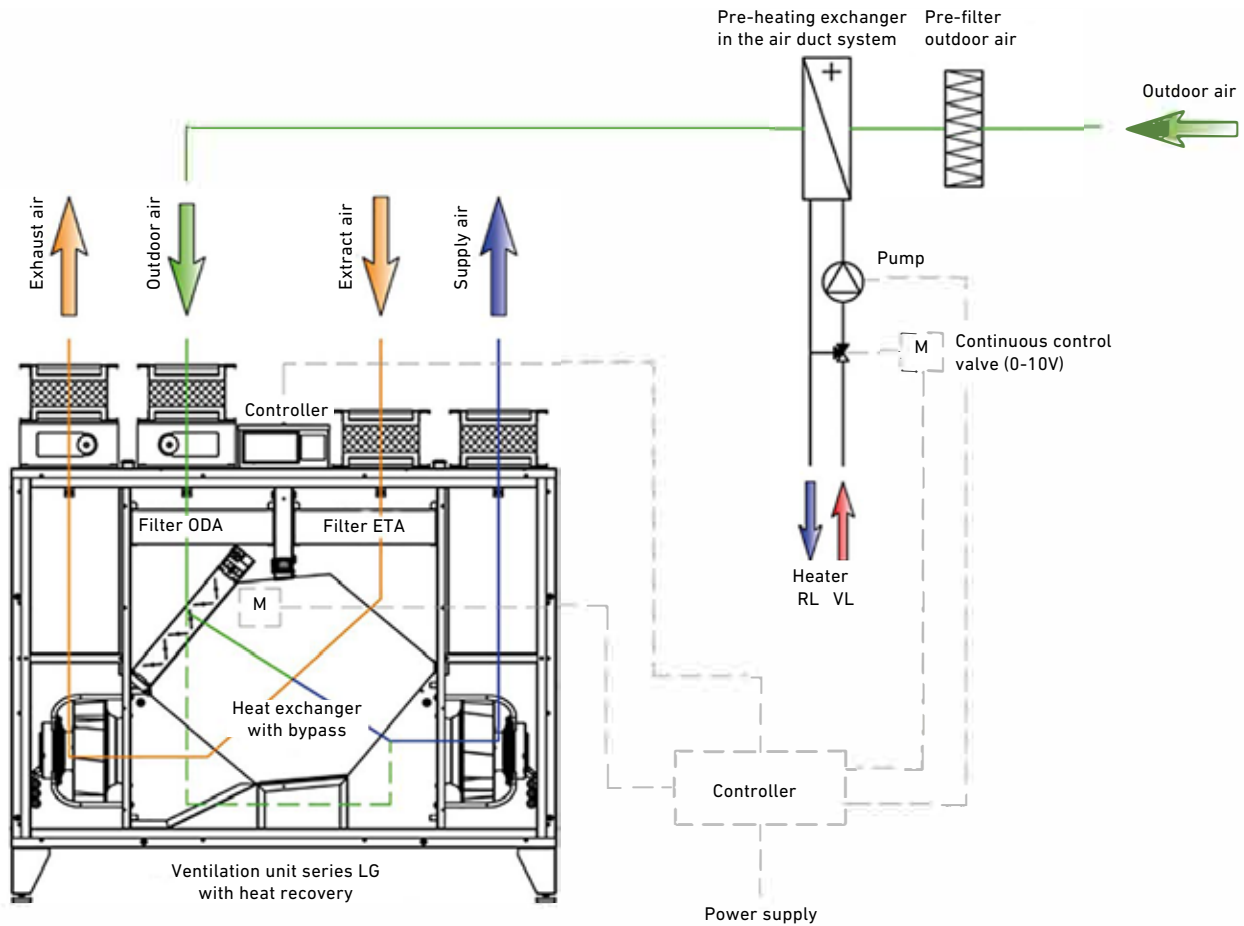 Pre-heating exchanger
in the air duct system
Pre-filter
outdoor air
Outdoor air
Exhaust air
Outdoor air
Extract air
Supply air
Pump
M
Continuous control
valve (0-10V)
Controller
Filter ODA
Filter ETA
Heater
RL VL
M
Heat exchanger
with bypass
Controller
Ventilation unit series LG
with heat recovery
Power supply